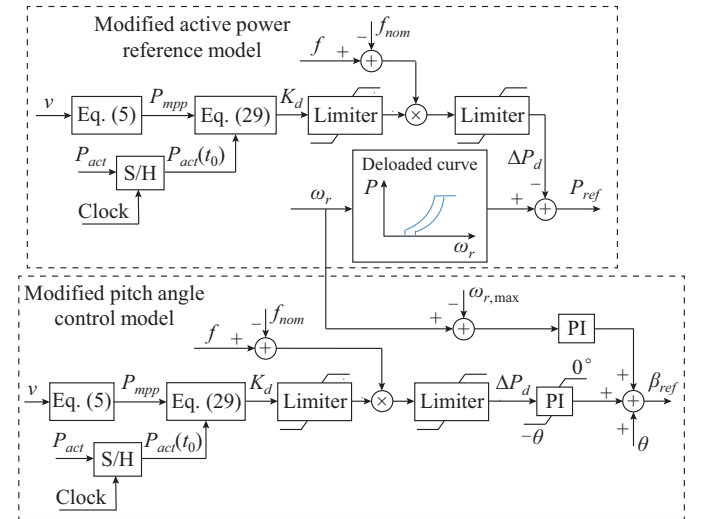 Modified active power
reference model
f + − f_nom
+
v Eq. (5) P_mpp Eq. (29) K_d Limiter × Limiter
P_act S/H P_act(t_0)
Clock
ΔP_d
Deloaded curve
P
ω_r
ω_r
+ − + P_ref
Modified pitch angle
control model
f + − f_nom
+
+ − ω_r,max
+ PI
v Eq. (5) P_mpp Eq. (29) K_d Limiter × Limiter ΔP_d PI 0° −θ
+ + + + β_ref
θ
P_act S/H P_act(t_0)
Clock